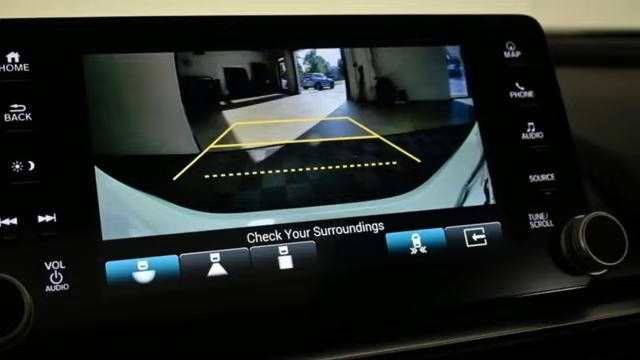 HOME
BACK
VOL
AUDIO
Check Your Surroundings
MAP
PHONE
AUDIO
SOURCE
TUNE/
SCROLL